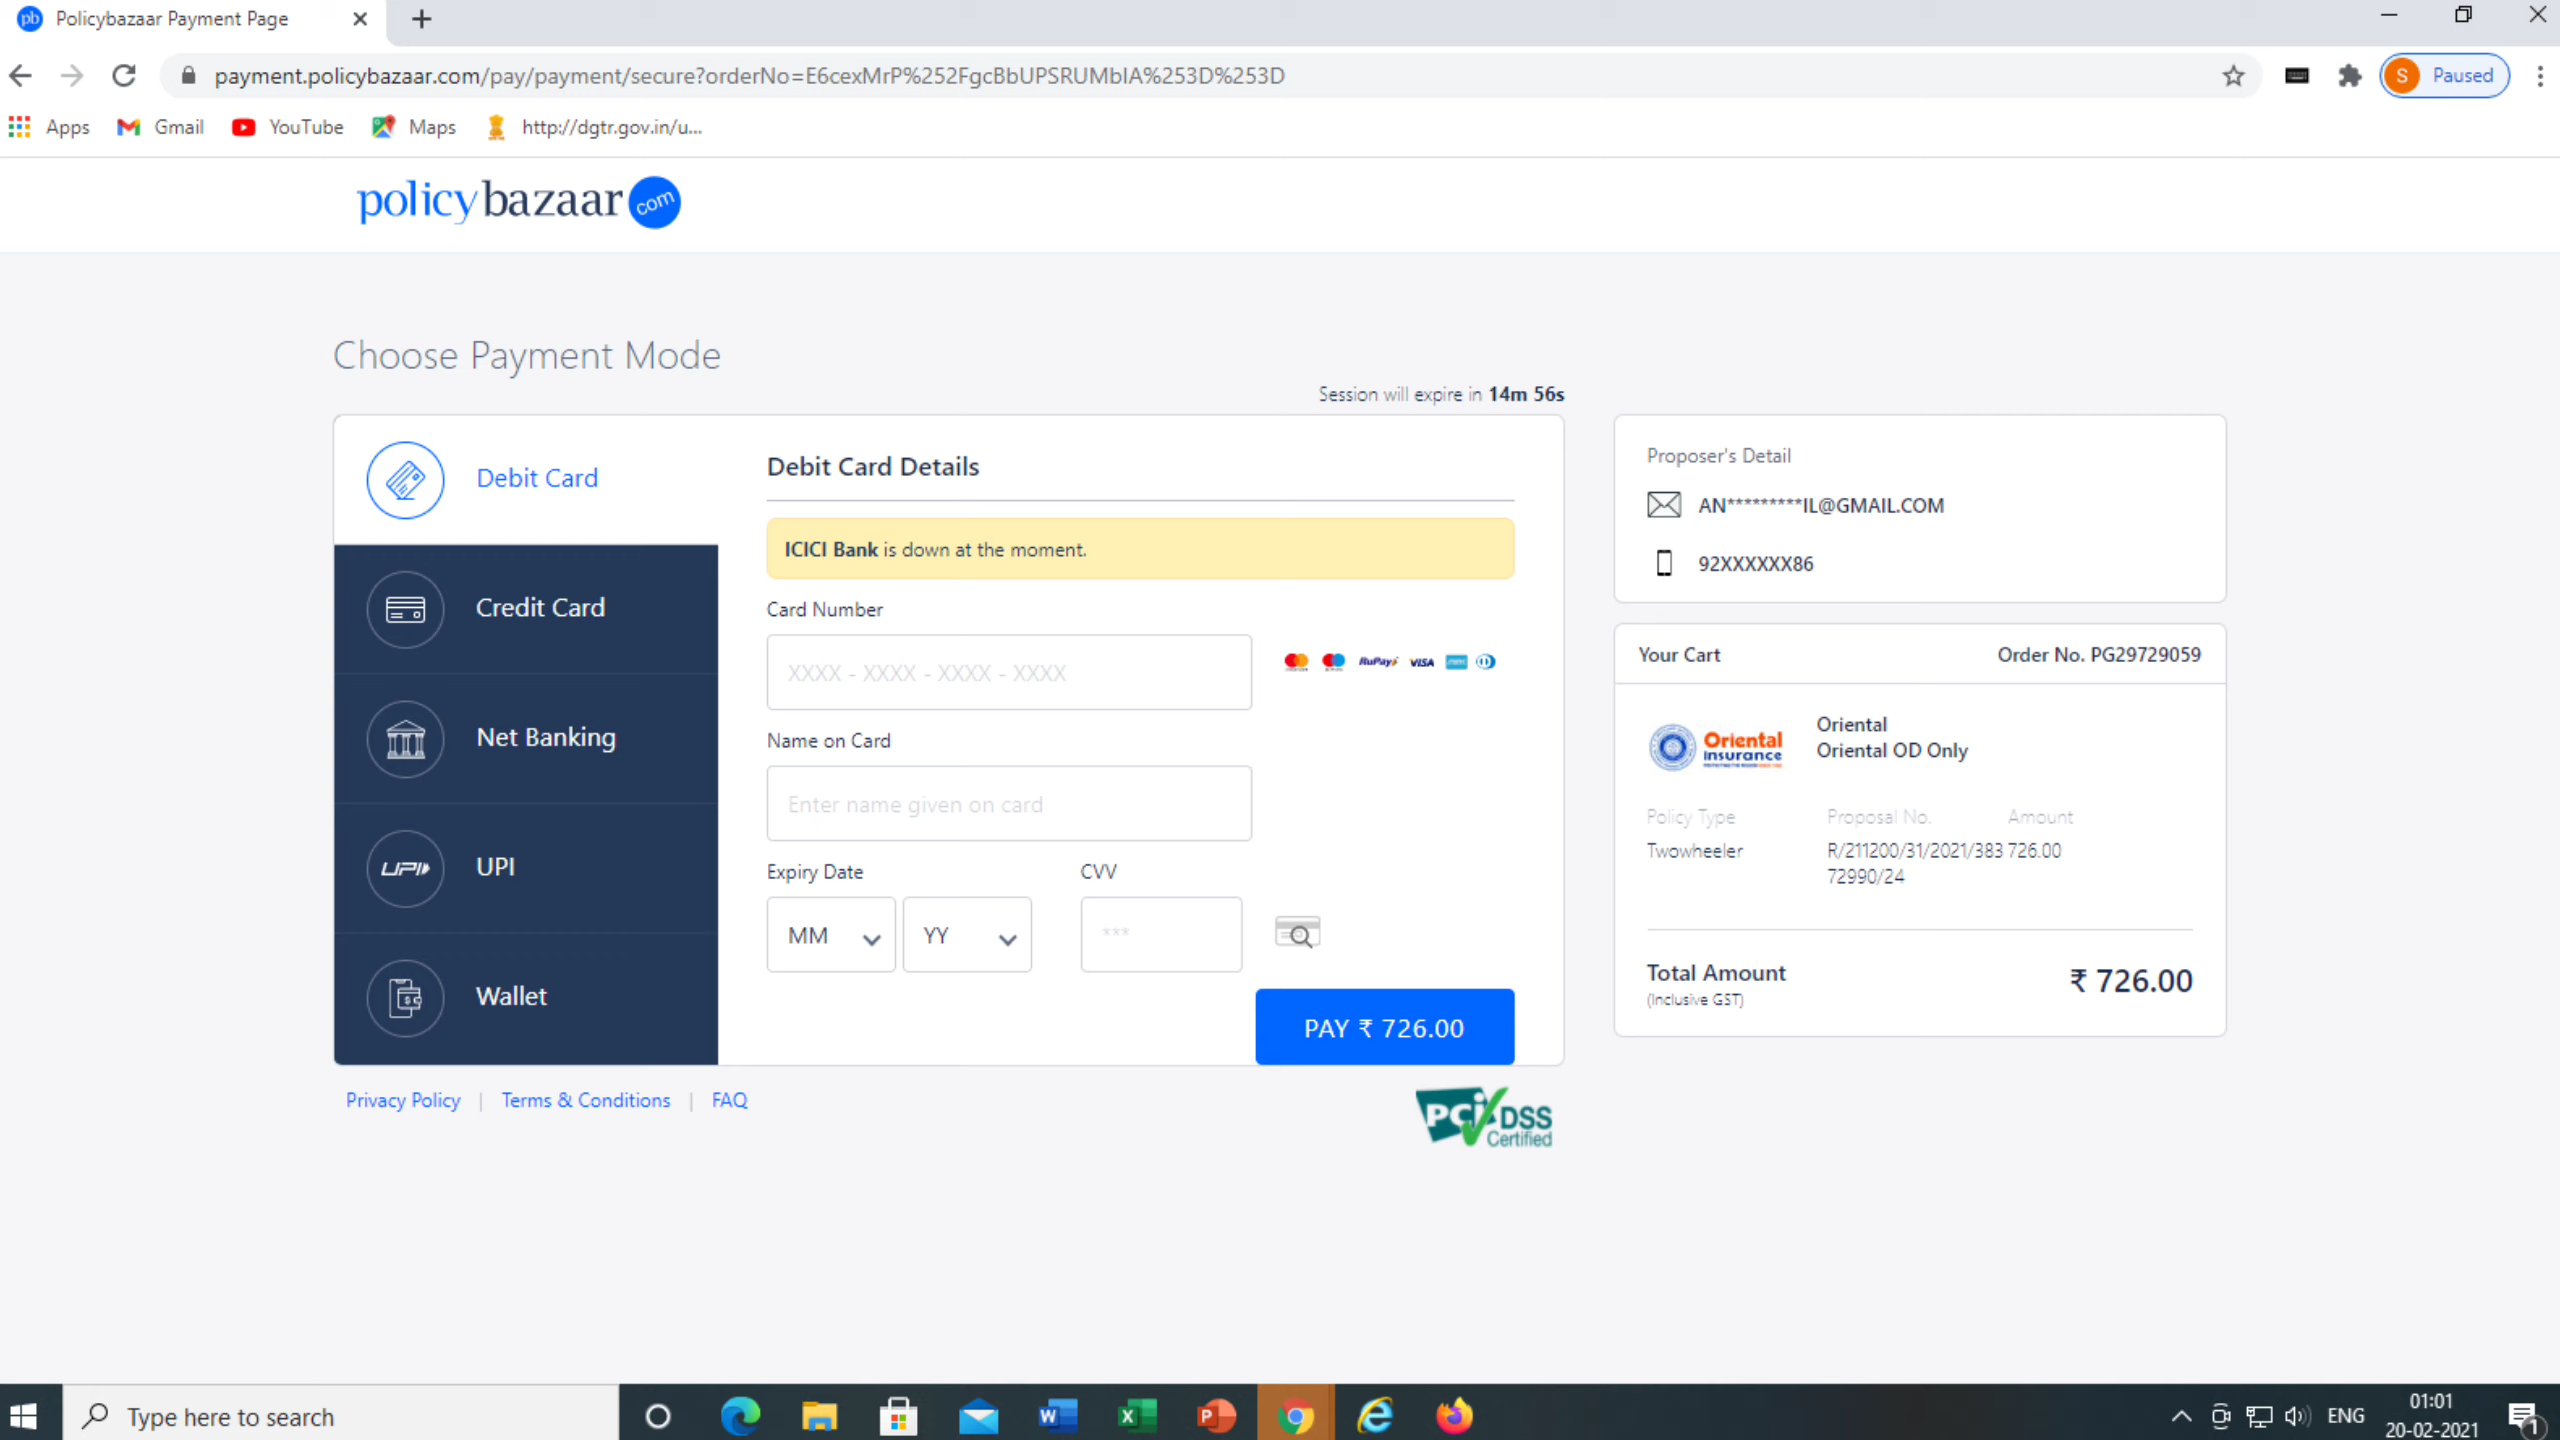 pb Policybazaar Payment Page
payment.policybazaar.com/pay/payment/secure?orderNo=E6cexMrP%252FgcBbUPSRUMbIA%253D%253D
S Paused
Apps Gmail YouTube Maps http://dgtr.gov.in/u...
policybazaar com
Choose Payment Mode
Session will expire in 14m 56s
Debit Card
Credit Card
Net Banking
UPI UPI
Wallet
Debit Card Details
ICICI Bank is down at the moment.
Card Number
XXXX - XXXX - XXXX - XXXX
RuPay VISA
Name on Card
Enter name given on card
Expiry Date CVV
MM YY ***
PAY ₹ 726.00
Proposer's Detail
AN*********IL@GMAIL.COM
92XXXXXX86
Your Cart Order No. PG29729059
Oriental
insurance
Oriental
Oriental OD Only
Policy Type Proposal No. Amount
Twowheeler R/211200/31/2021/383 726.00
72990/24
Total Amount ₹ 726.00
(Inclusive GST)
Privacy Policy | Terms & Conditions | FAQ
PCi DSS
Certified
Type here to search
ENG
01:01
20-02-2021
1